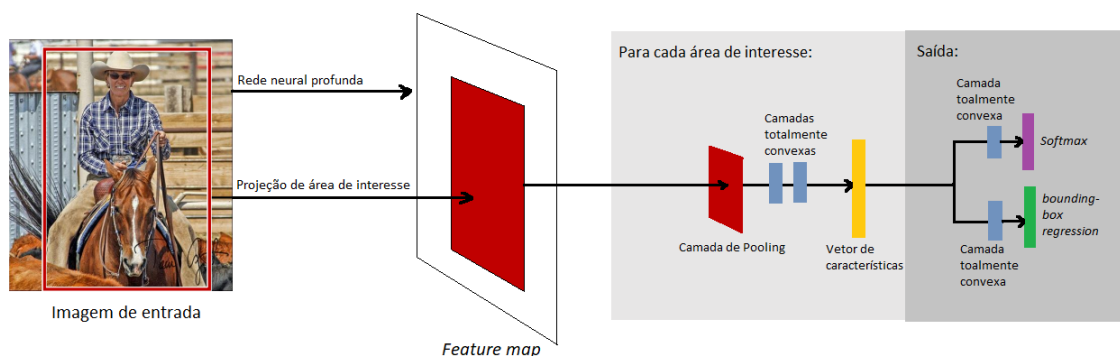 Rede neural profunda
Projeção de área de interesse
Imagem de entrada
Feature map
Para cada área de interesse:
Camadas
totalmente
convexas
Camada de Pooling
Vetor de
características
Saída:
Camada
toalmente
convexa
Softmax
bounding-
box
regression
Camada
toalmente
convexa